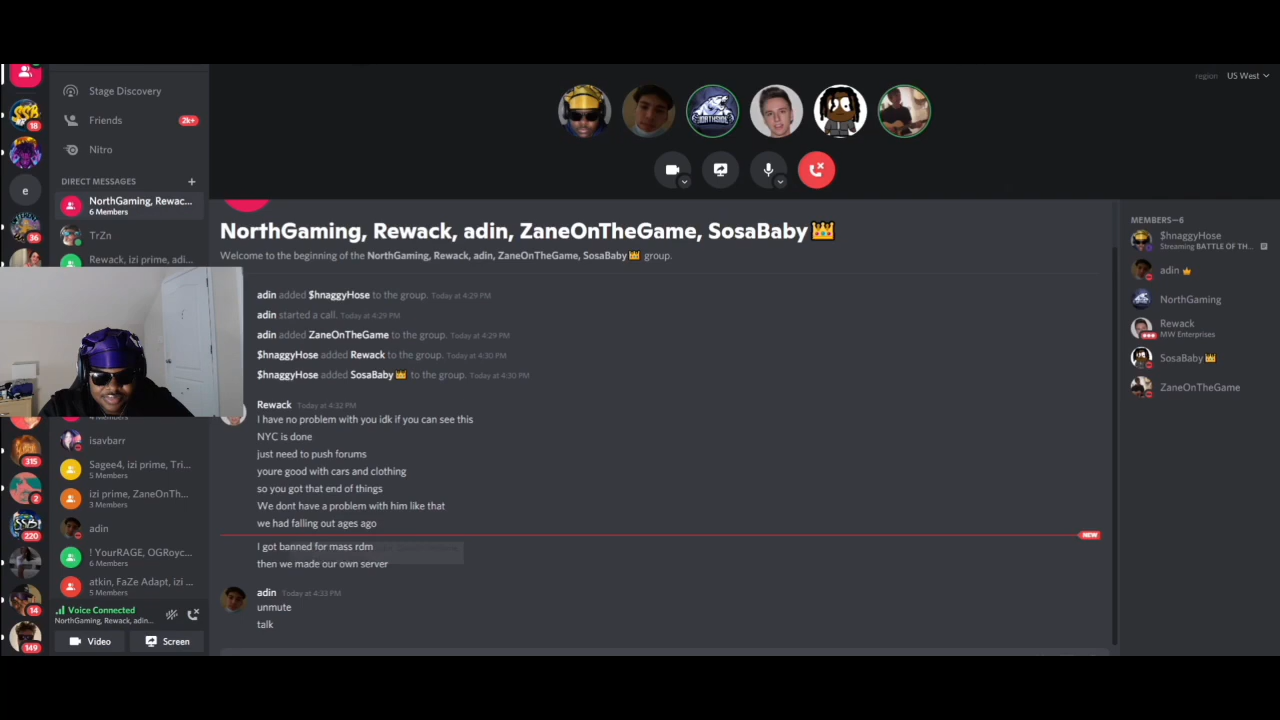 region US West
18
e
36
315
2
220
14
149
Stage Discovery
Friends 2k+
Nitro
DIRECT MESSAGES +
NorthGaming, Rewac...
6 Members
TrZn
Rewack, izi prime, adi...
isavbarr
Sagee4, izi prime, Tri...
5 Members
izi prime, ZaneOnTh...
3 Members
adin
! YourRAGE, OGRoyc...
6 Members
atkin, FaZe Adapt, izi ...
5 Members
Voice Connected
NorthGaming, Rewack, adin...
Video Screen
NorthGaming, Rewack, adin, ZaneOnTheGame, SosaBaby 👑
Welcome to the beginning of the NorthGaming, Rewack, adin, ZaneOnTheGame, SosaBaby 👑 group.
adin added $hnaggyHose to the group. Today at 4:29 PM
adin started a call. Today at 4:29 PM
adin added ZaneOnTheGame to the group. Today at 4:29 PM
$hnaggyHose added Rewack to the group. Today at 4:30 PM
$hnaggyHose added SosaBaby 👑 to the group. Today at 4:30 PM
Rewack Today at 4:32 PM
I have no problem with you idk if you can see this
NYC is done
just need to push forums
youre good with cars and clothing
so you got that end of things
We dont have a problem with him like that
we had falling out ages ago
NEW
I got banned for mass rdm
then we made our own server
adin Today at 4:33 PM
unmute
talk
MEMBERS—6
$hnaggyHose
Streaming BATTLE OF TH...
adin
NorthGaming
Rewack
MW Enterprises
SosaBaby 👑
ZaneOnTheGame